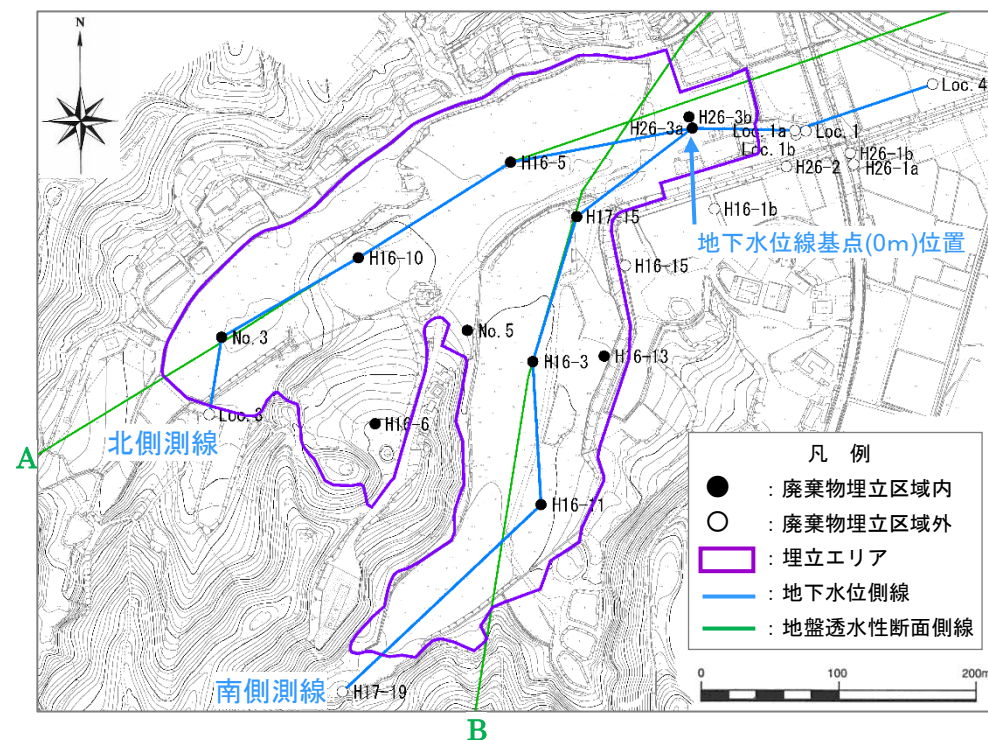 N
Loc. 4
H26-3b
H26-3a
Loc. 1a
Loc. 1
Loc. 1b
H26-1b
H26-2
H26-1a
H16-5
H17-15
H16-1b
地下水位線基点(0m)位置
H16-10
H16-15
No. 3
No. 5
H16-3
H16-13
Loc. 3
H16-6
北側測線
A
H16-11
南側測線
H17-19
B
凡 例
● : 廃棄物埋立区域内
○ : 廃棄物埋立区域外
: 埋立エリア
: 地下水位側線
: 地盤透水性断面側線
0 100 200m